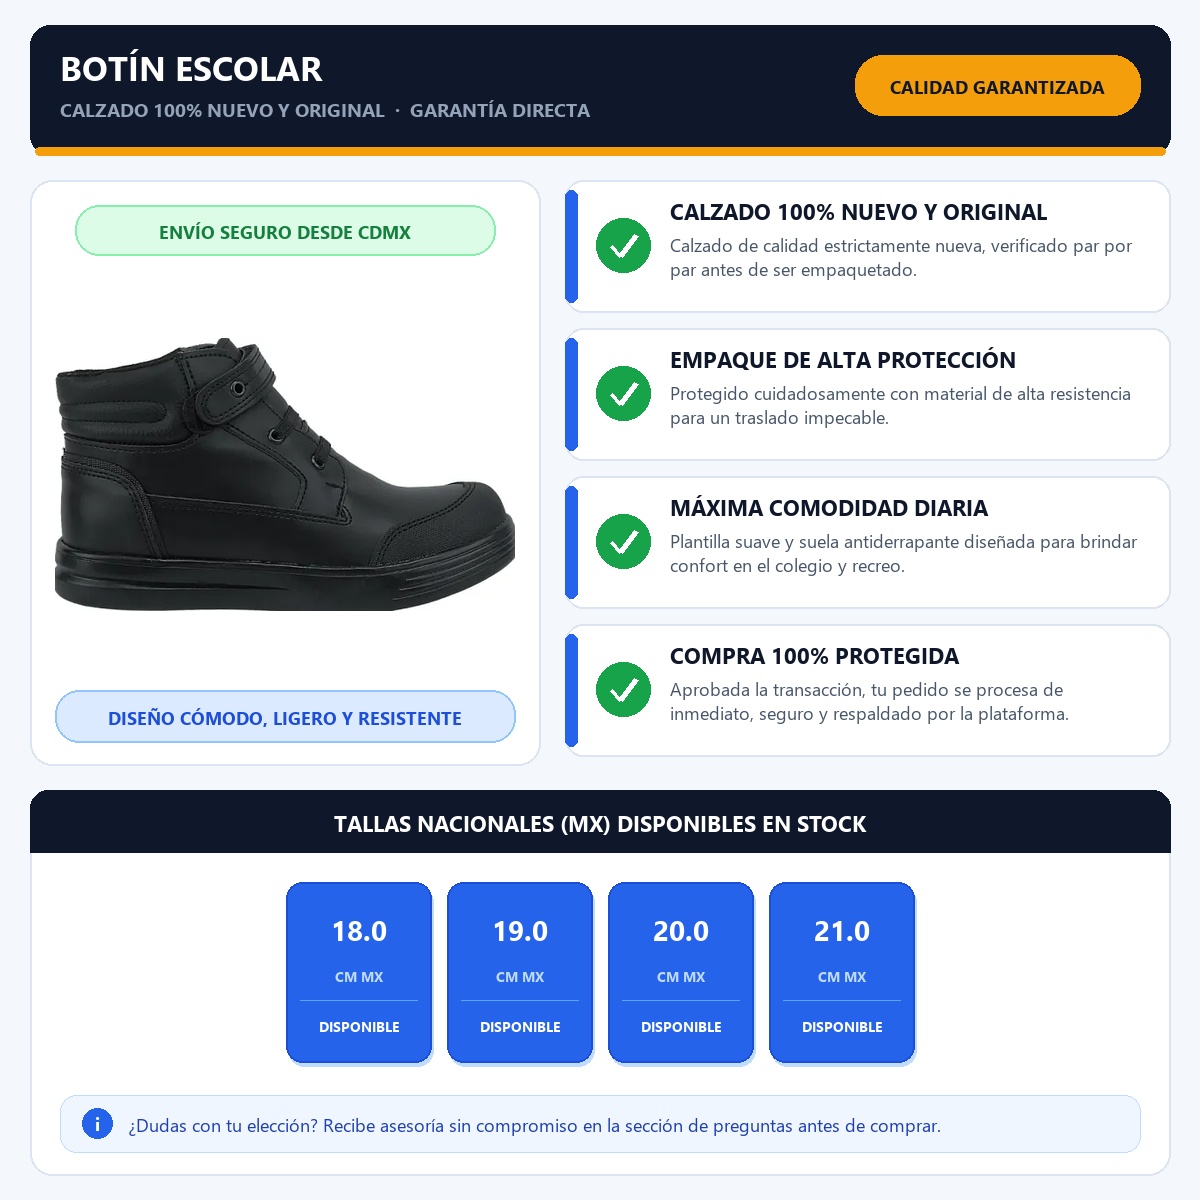 BOTÍN ESCOLAR
CALZADO 100% NUEVO Y ORIGINAL · GARANTÍA DIRECTA
CALIDAD GARANTIZADA
ENVÍO SEGURO DESDE CDMX
DISEÑO CÓMODO, LIGERO Y RESISTENTE
CALZADO 100% NUEVO Y ORIGINAL
Calzado de calidad estrictamente nueva, verificado par por
par antes de ser empaquetado.
EMPAQUE DE ALTA PROTECCIÓN
Protegido cuidadosamente con material de alta resistencia
para un traslado impecable.
MÁXIMA COMODIDAD DIARIA
Plantilla suave y suela antiderrapante diseñada para brindar
confort en el colegio y recreo.
COMPRA 100% PROTEGIDA
Aprobada la transacción, tu pedido se procesa de
inmediato, seguro y respaldado por la plataforma.
TALLAS NACIONALES (MX) DISPONIBLES EN STOCK
18.0
CM MX
DISPONIBLE
19.0
CM MX
DISPONIBLE
20.0
CM MX
DISPONIBLE
21.0
CM MX
DISPONIBLE
¿Dudas con tu elección? Recibe asesoría sin compromiso en la sección de preguntas antes de comprar.